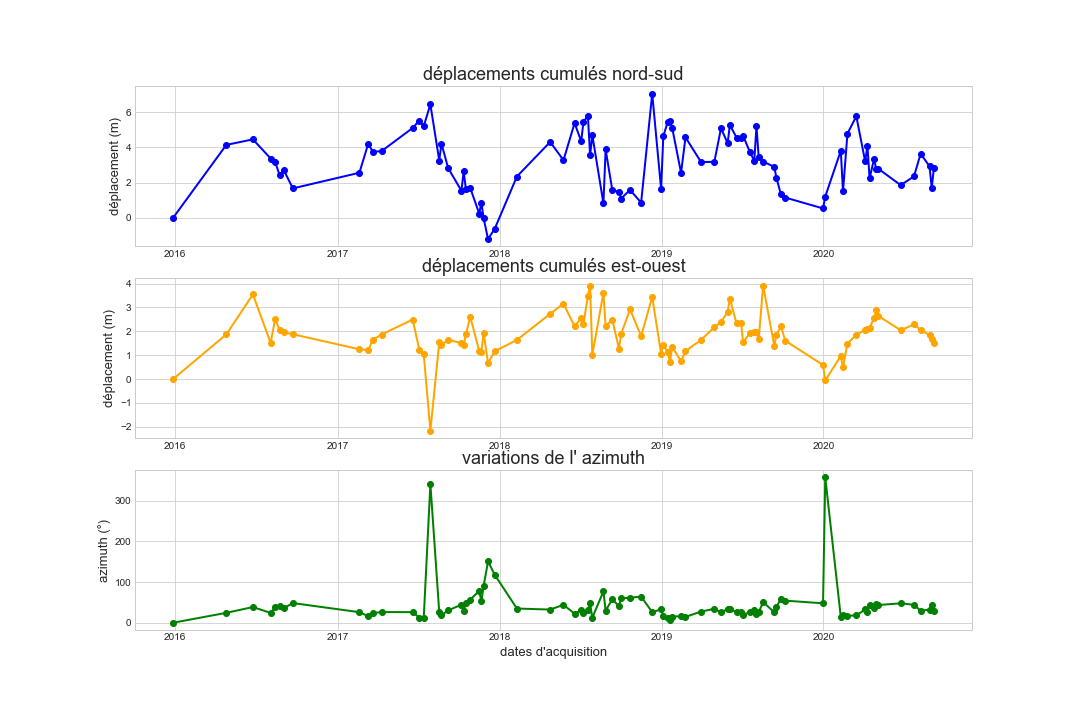 déplacements cumulés nord-sud
déplacement (m)
6
4
2
0
2016 2017 2018 2019 2020
déplacements cumulés est-ouest
déplacement (m)
4
3
2
1
0
−1
−2
2016 2017 2018 2019 2020
variations de l' azimuth
azimuth (°)
300
200
100
0
2016 2017 2018 2019 2020
dates d'acquisition